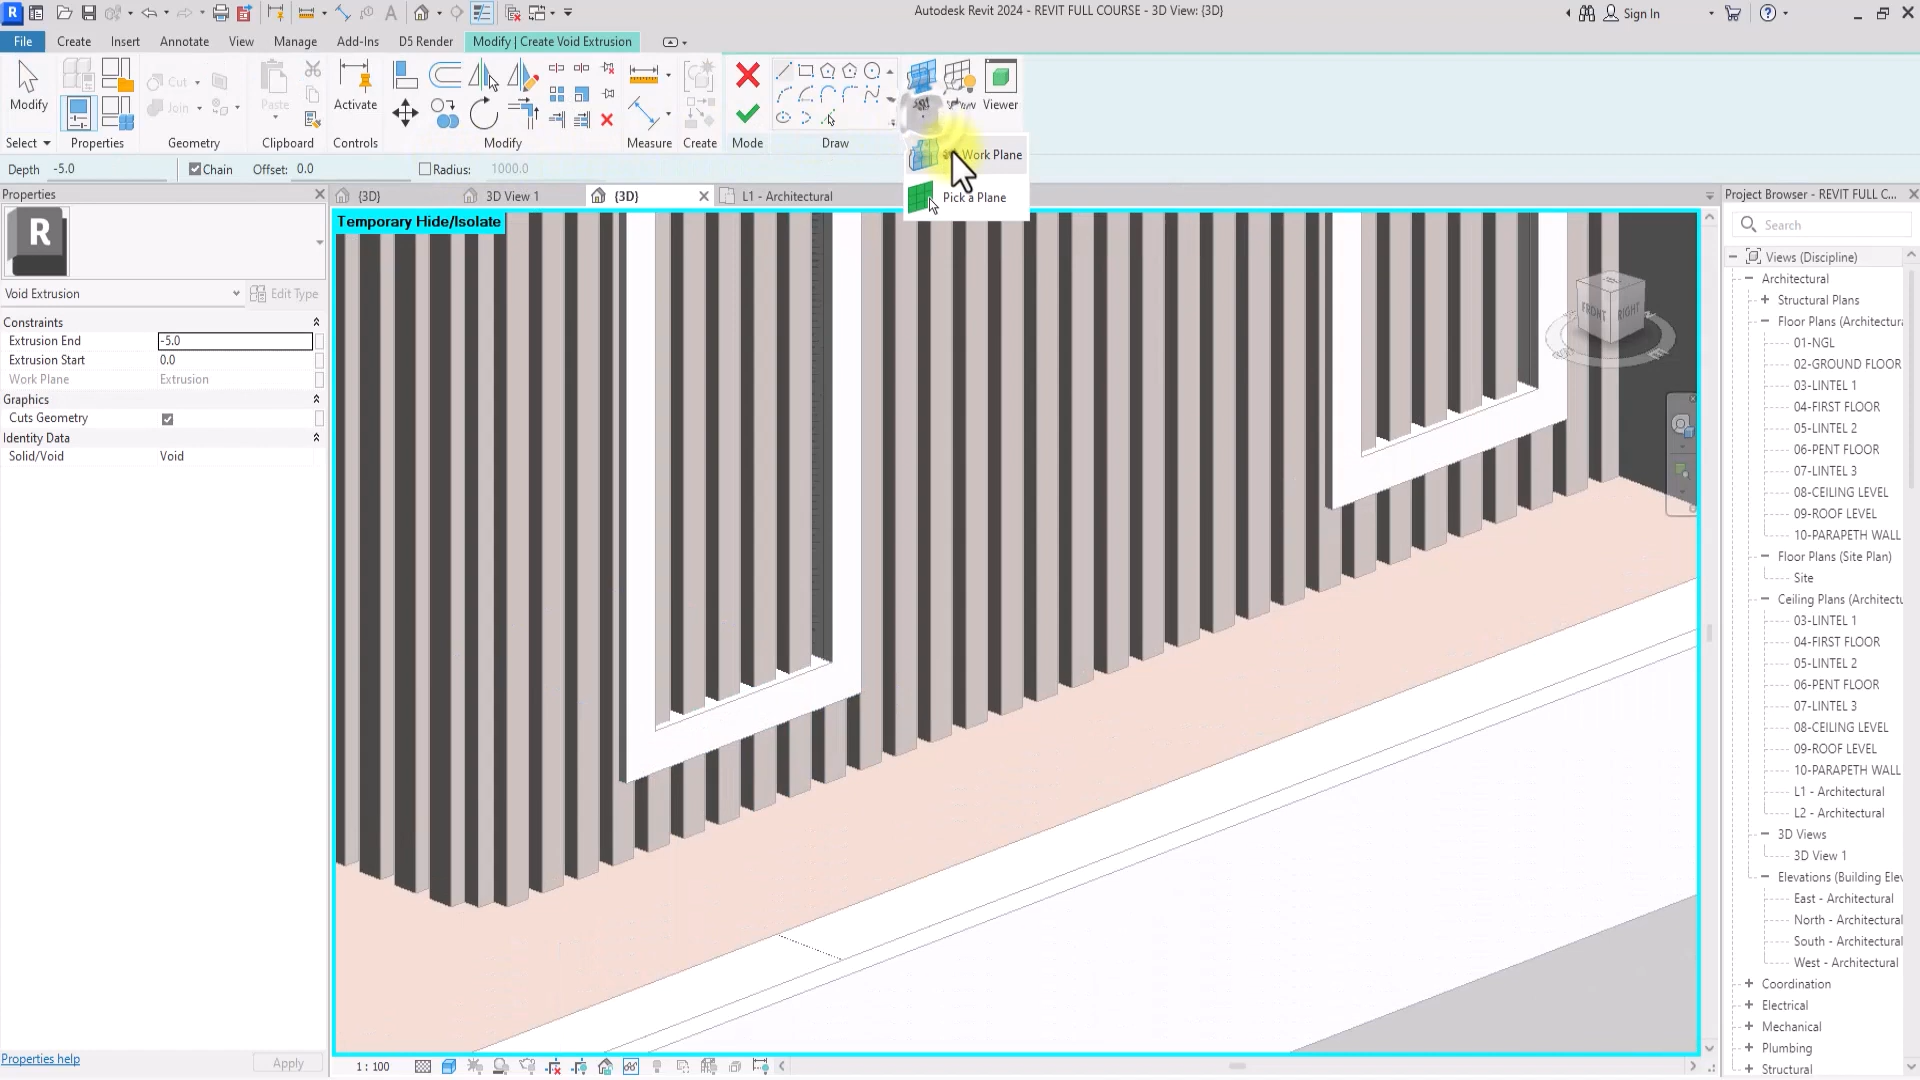 Autodesk Revit 2024 - REVIT FULL COURSE - 3D View: {3D}
Sign In
File
Create
Insert
Annotate
View
Manage
Add-Ins
D5 Render
Modify | Create Void Extrusion
Modify
Cut
Join
Paste
Activate
Viewer
Select
Properties
Clipboard
Geometry
Controls
Modify
Measure
Create
Mode
Draw
Work Plane
Pick a Plane
Depth
-5.0
Chain
Offset: 0.0
Radius:
1000.0
Properties
{3D}
3D View 1
{3D}
L1 - Architectural
Project Browser - REVIT FULL C...
Temporary Hide/Isolate
R
Void Extrusion
Edit Type
Constraints
Extrusion End
-5.0
Extrusion Start
0.0
Work Plane
Extrusion
Graphics
Cuts Geometry
Identity Data
Solid/Void
Void
Properties help
Apply
FRONT
RIGHT
1 : 100
Search
Views (Discipline)
Architectural
Structural Plans
Floor Plans (Architectura
01-NGL
02-GROUND FLOOR
03-LINTEL 1
04-FIRST FLOOR
05-LINTEL 2
06-PENT FLOOR
07-LINTEL 3
08-CEILING LEVEL
09-ROOF LEVEL
10-PARAPETH WALL
Floor Plans (Site Plan)
Site
Ceiling Plans (Architectu
03-LINTEL 1
04-FIRST FLOOR
05-LINTEL 2
06-PENT FLOOR
07-LINTEL 3
08-CEILING LEVEL
09-ROOF LEVEL
10-PARAPETH WALL
L1 - Architectural
L2 - Architectural
3D Views
3D View 1
Elevations (Building Elev
East - Architectural
North - Architectural
South - Architectural
West - Architectural
Coordination
Electrical
Mechanical
Plumbing
Structural